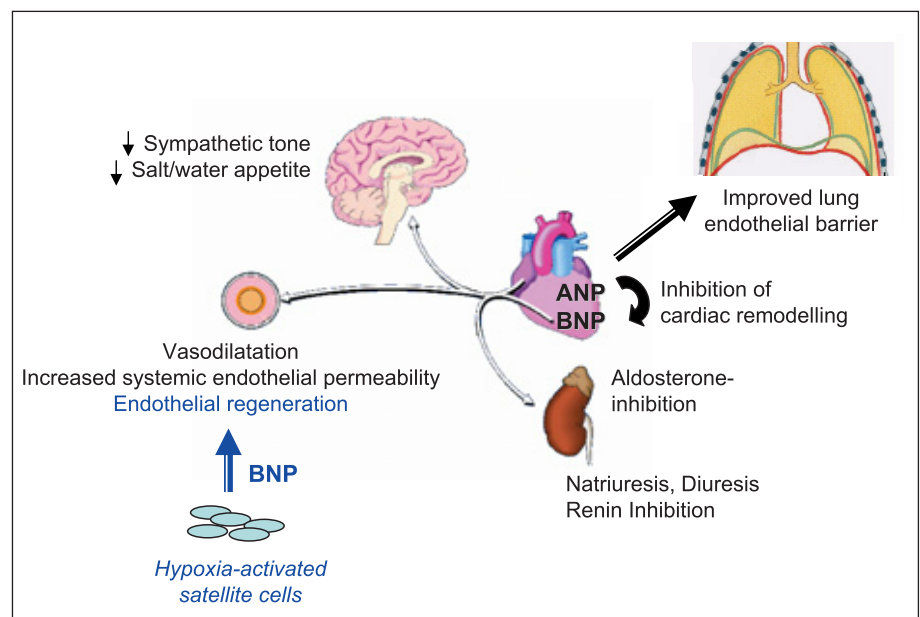 ↓ Sympathetic tone
↓ Salt/water appetite
Improved lung
endothelial barrier
ANP
BNP
Inhibition of
cardiac remodelling
Vasodilatation
Increased systemic endothelial permeability
Endothelial regeneration
Aldosterone-
inhibition
BNP
Natriuresis, Diuresis
Renin Inhibition
Hypoxia-activated
satellite cells